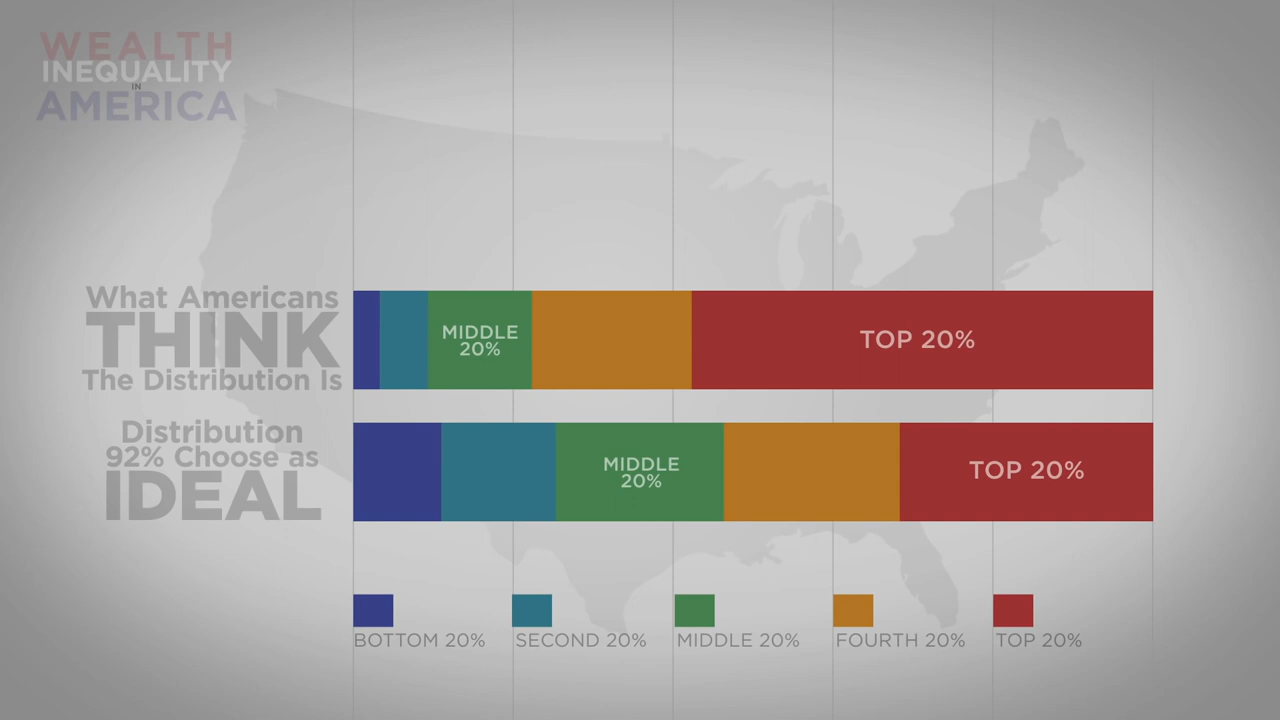 WEALTH
INEQUALITY
IN
AMERICA
What Americans
THINK
The Distribution Is
MIDDLE
20%
TOP 20%
Distribution
92% Choose as
IDEAL
MIDDLE
20%
TOP 20%
BOTTOM 20%
SECOND 20%
MIDDLE 20%
FOURTH 20%
TOP 20%